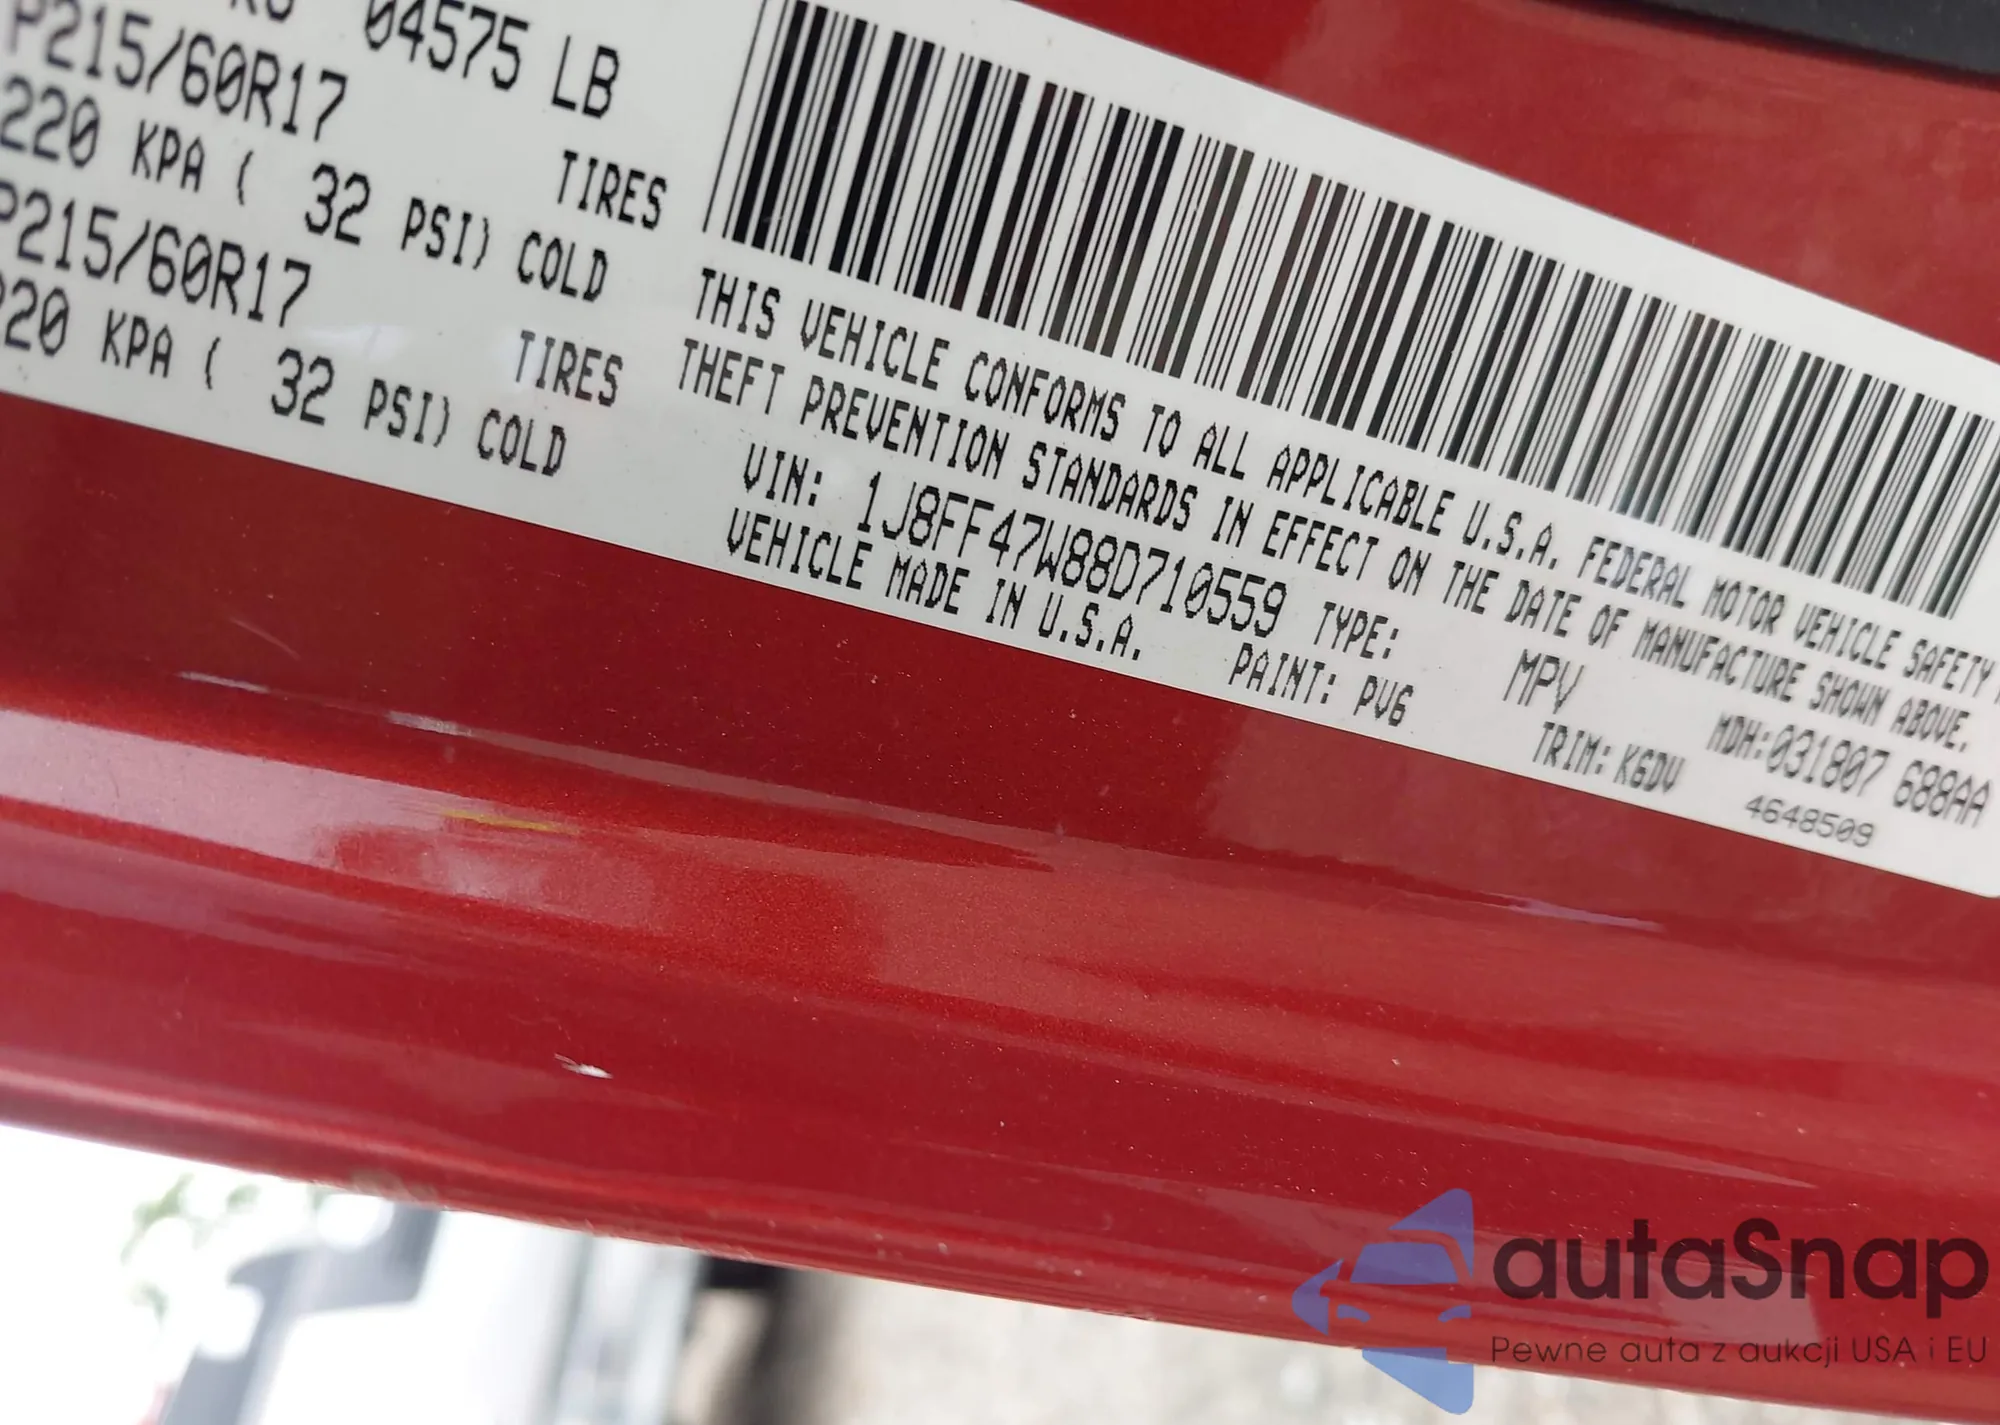 04575 LB
P215/60R17 TIRES
220 KPA ( 32 PSI) COLD
P215/60R17 TIRES
220 KPA ( 32 PSI) COLD
THIS VEHICLE CONFORMS TO ALL APPLICABLE U.S.A. FEDERAL MOTOR VEHICLE SAFETY
THEFT PREVENTION STANDARDS IN EFFECT ON THE DATE OF MANUFACTURE SHOWN ABOVE.
VIN: 1J8FF47W88D710559 TYPE: MPV MDH:031807 688AA
VEHICLE MADE IN U.S.A. PAINT: PV6 TRIM: KGDV 4648509
autaSnap
Pewne auta z aukcji USA i EU